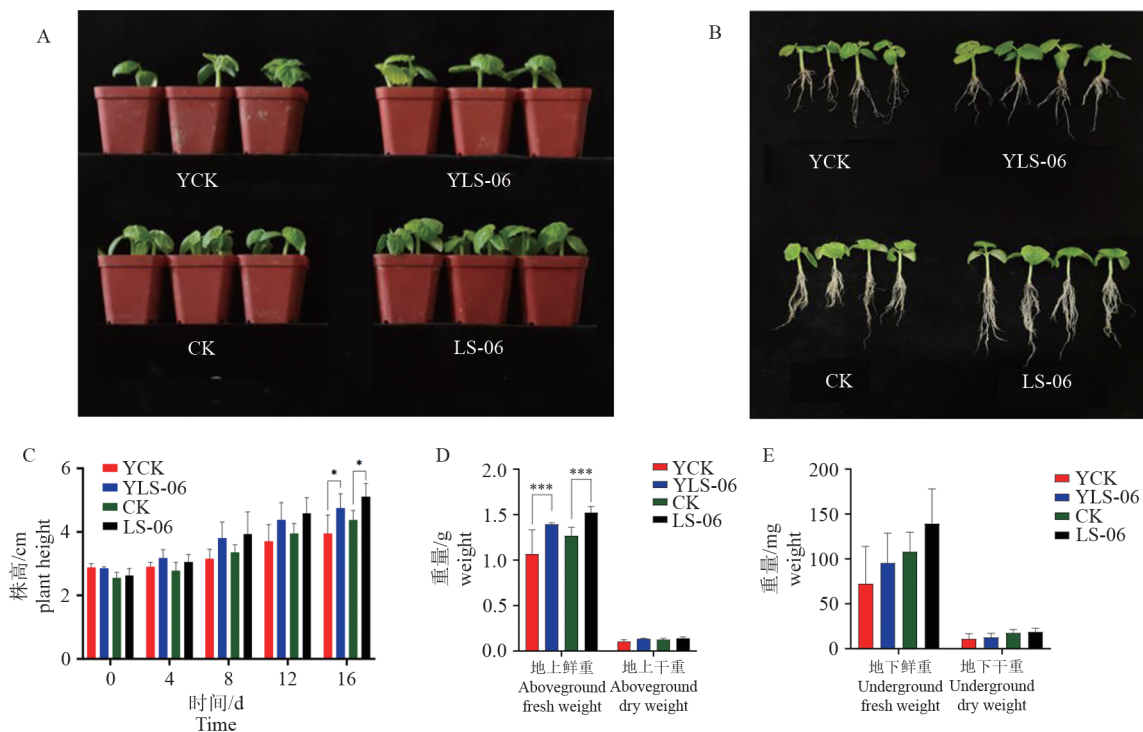 A
YCK
YLS-06
CK
LS-06
B
YCK
YLS-06
CK
LS-06
C
YCK
YLS-06
CK
LS-06
株高/cm
plant height
6
4
2
0
* *
0 4 8 12 16
时间/d
Time
D
YCK
YLS-06
CK
LS-06
重量/g
weight
2.0
1.5
1.0
0.5
0.0
*** ***
地上鲜重 地上干重
Aboveground Aboveground
fresh weight dry weight
E
YCK
YLS-06
CK
LS-06
重量/mg
weight
200
150
100
50
0
地下鲜重 地下干重
Underground Underground
fresh weight dry weight